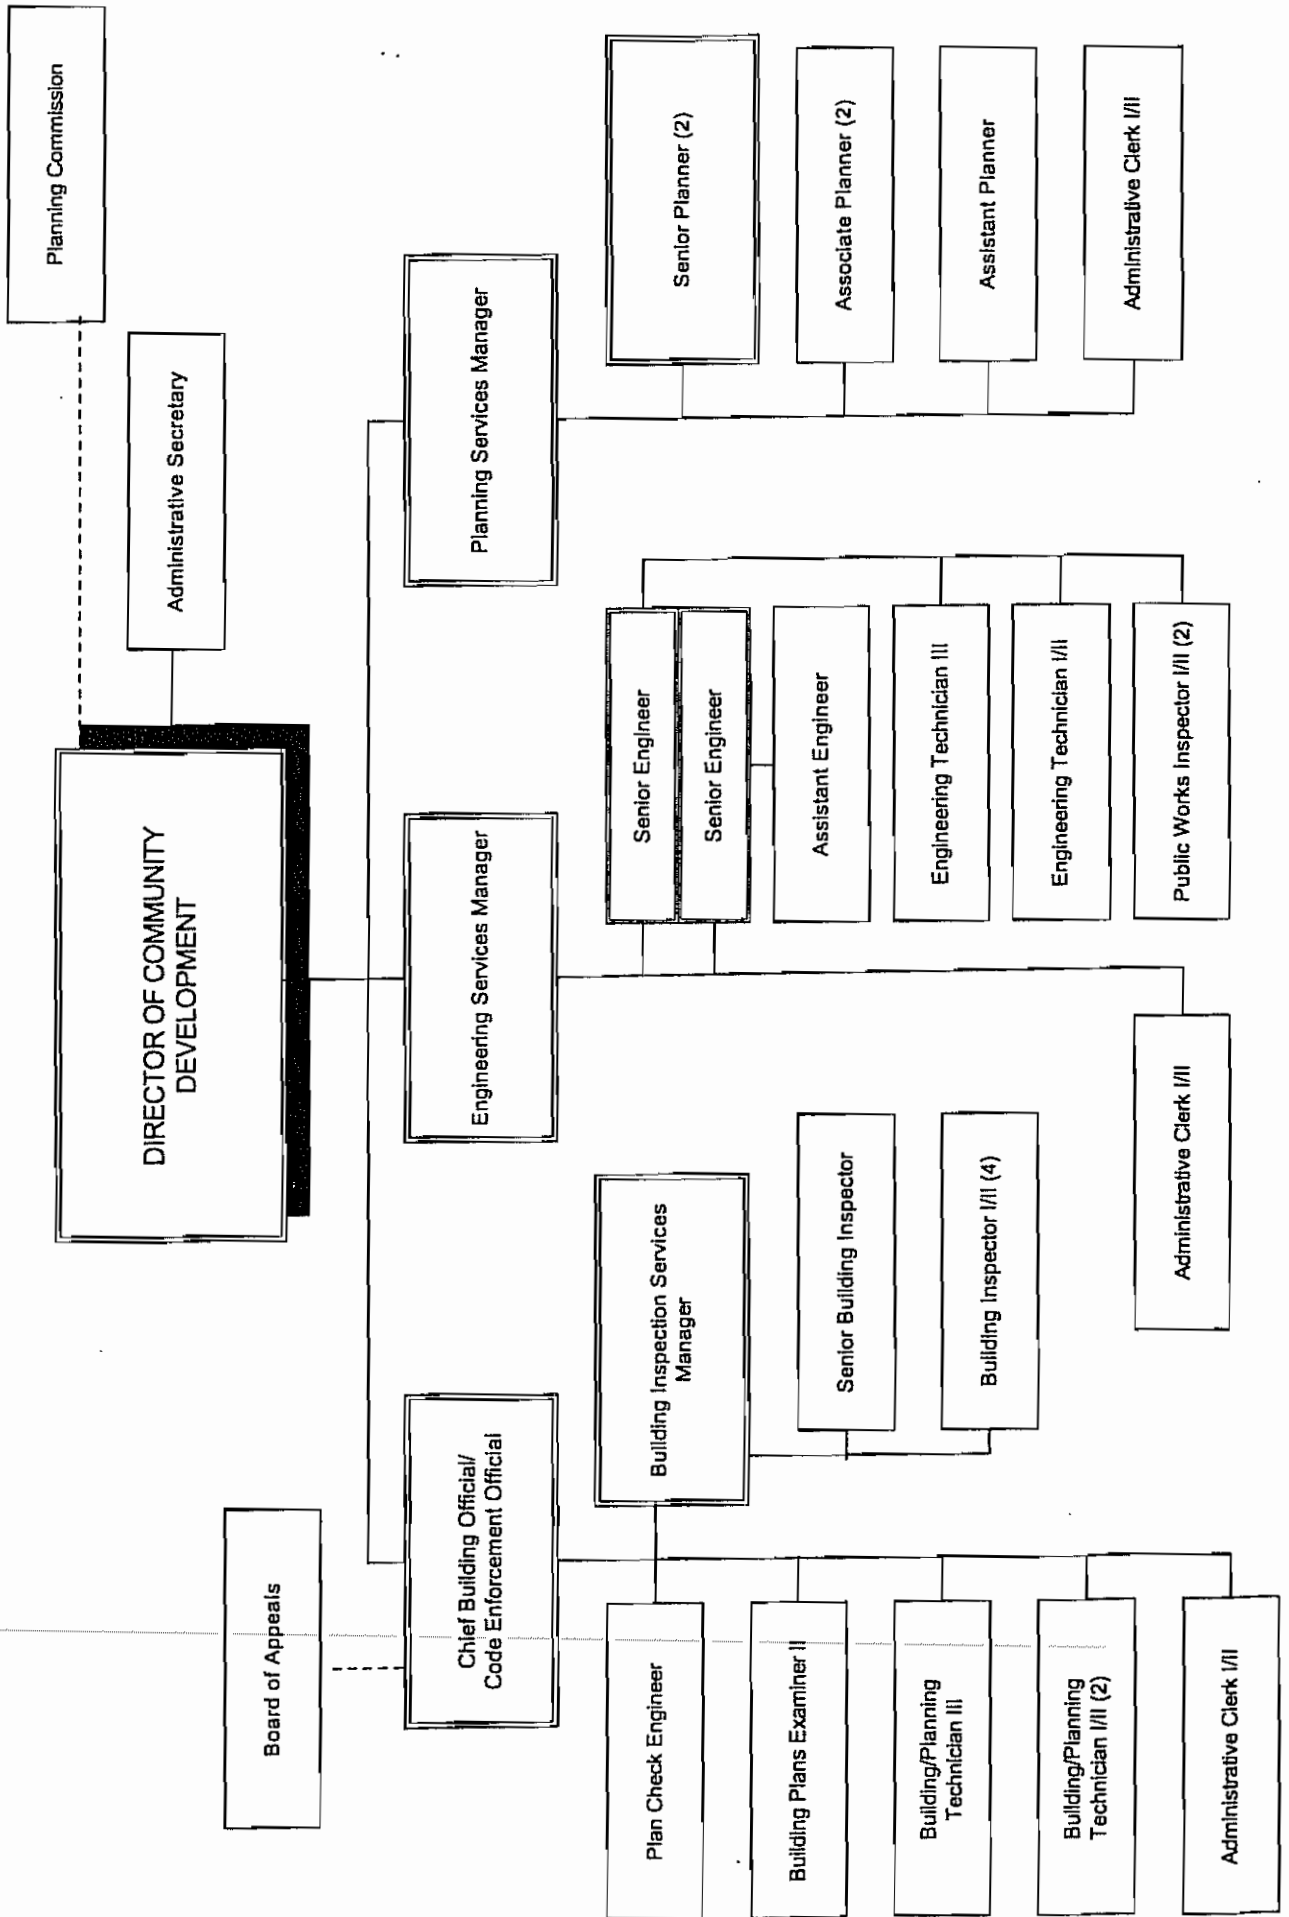 Planning Commission
DIRECTOR OF COMMUNITY
DEVELOPMENT
Administrative Secretary
Board of Appeals
Chief Building Official/
Code Enforcement Official
Engineering Services Manager
Planning Services Manager
Plan Check Engineer
Building Plans Examiner II
Building/Planning
Technician III
Building/Planning
Technician I/II (2)
Administrative Clerk I/II
Building Inspection Services
Manager
Senior Building Inspector
Building Inspector I/II (4)
Senior Engineer
Senior Engineer
Assistant Engineer
Engineering Technician III
Engineering Technician I/II
Public Works Inspector I/II (2)
Administrative Clerk I/II
Senior Planner (2)
Associate Planner (2)
Assistant Planner
Administrative Clerk I/II